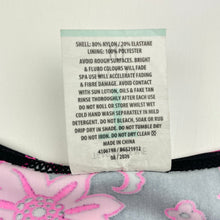 SHELL: 80% NYLON / 20% ELASTANE
LINING: 100% POLYESTER
AVOID ROUGH SURFACES. BRIGHT
& FLURO COLOURS WILL FADE
SPA USE WILL ACCELERATE FADING
& FIBRE DAMAGE. AVOID CONTACT
WITH SUN LOTION, OILS & FAKE TAN
RINSE THOROUGHLY AFTER EACH USE
DO NOT ROLL OR STORE WHILST WET
COLD HAND WASH SEPARATELY IN MILD
DETERGENT. DO NOT BLEACH, SOAK OR RUB
DRIP DRY IN SHADE. DO NOT TUMBLE DRY
DO NOT IRON. DO NOT DRY CLEAN
MADE IN CHINA
08 / 2020